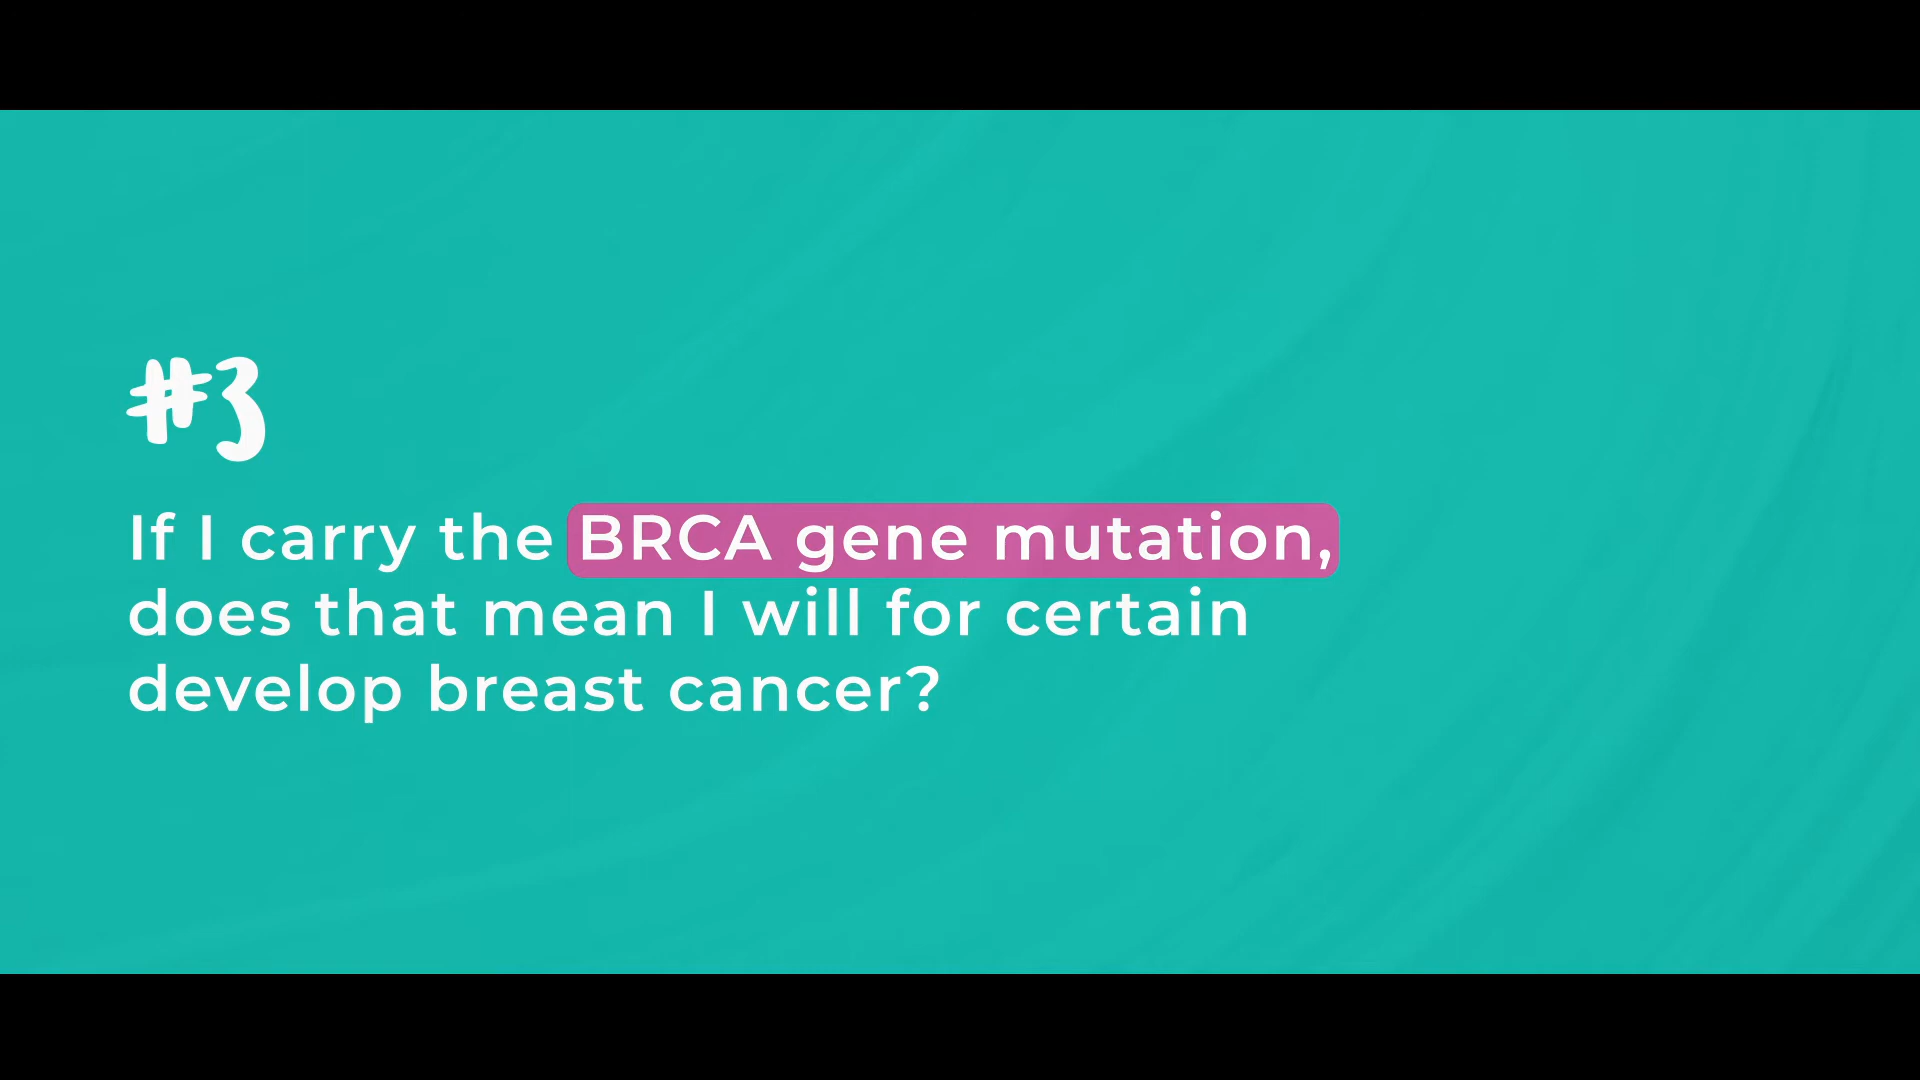 #3
If I carry the BRCA gene mutation,
does that mean I will for certain
develop breast cancer?